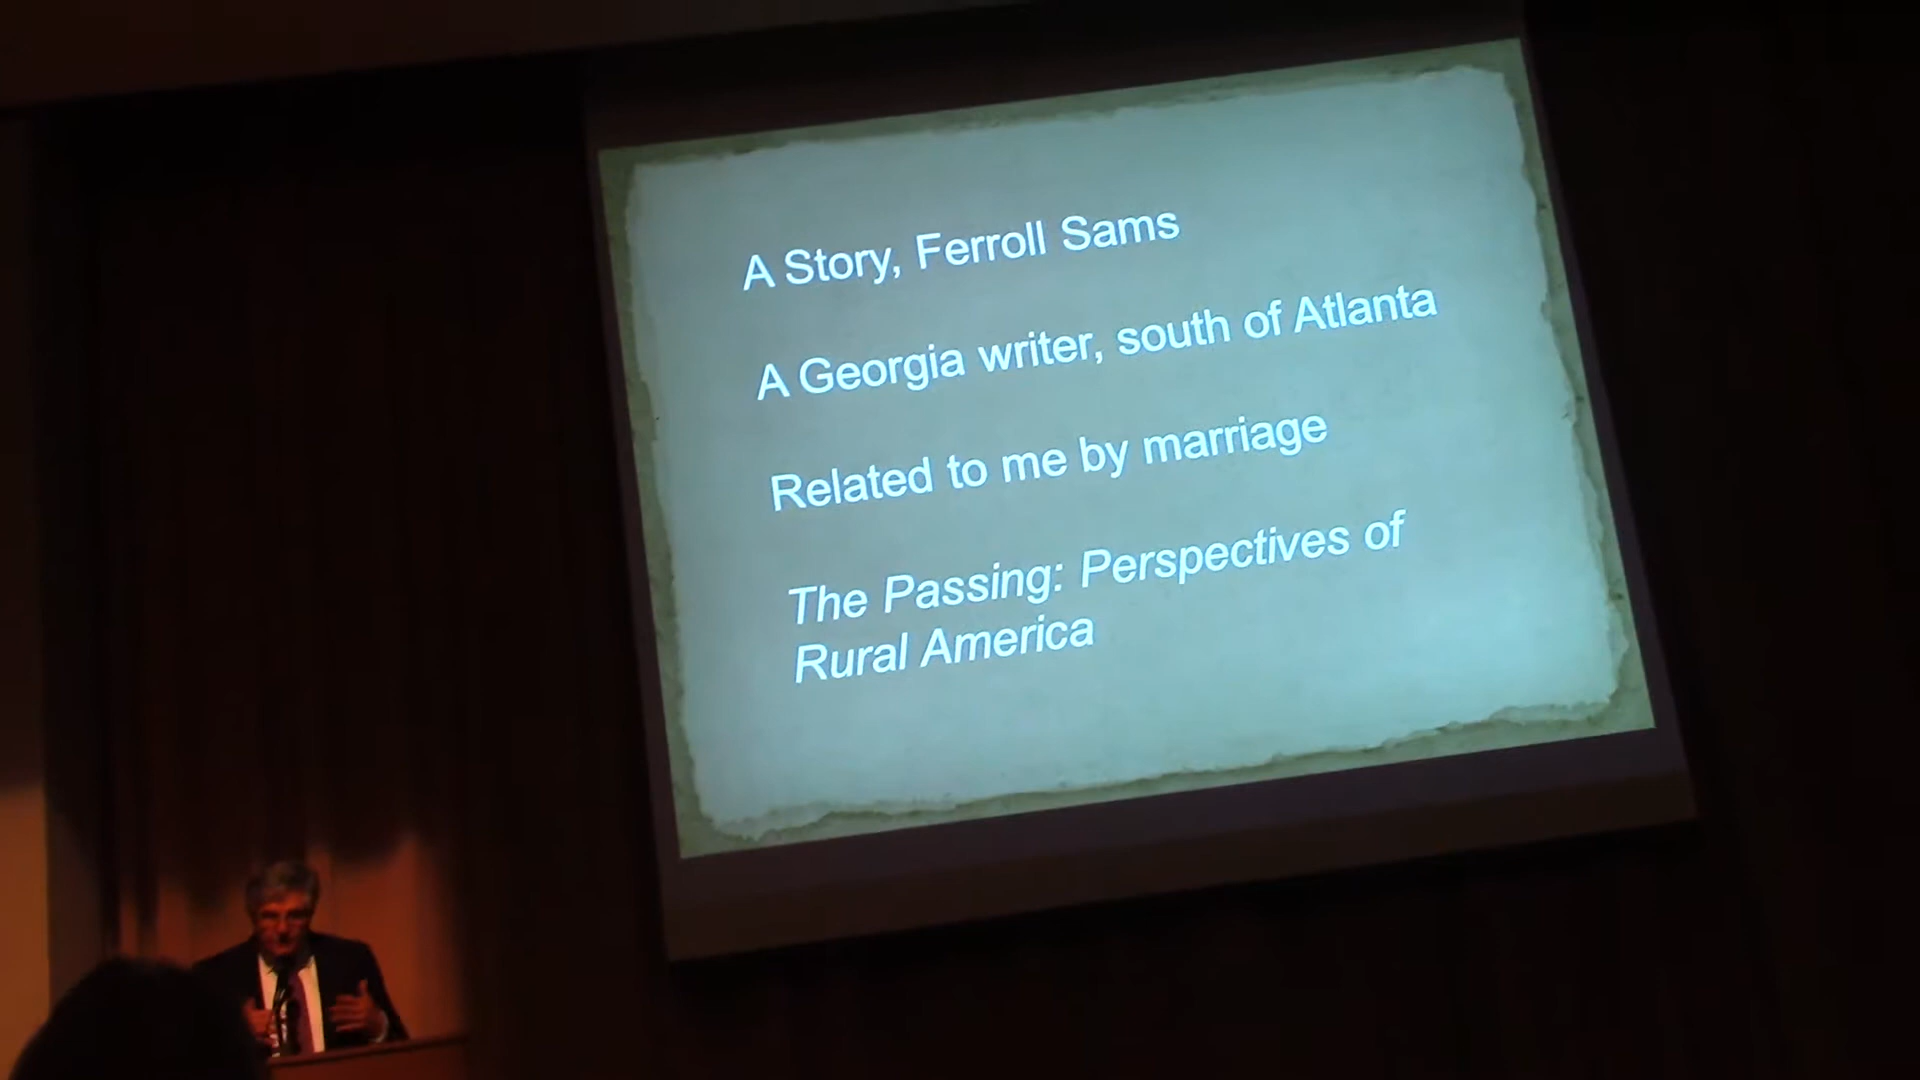 A Story, Ferroll Sams
A Georgia writer, south of Atlanta
Related to me by marriage
The Passing: Perspectives of
Rural America